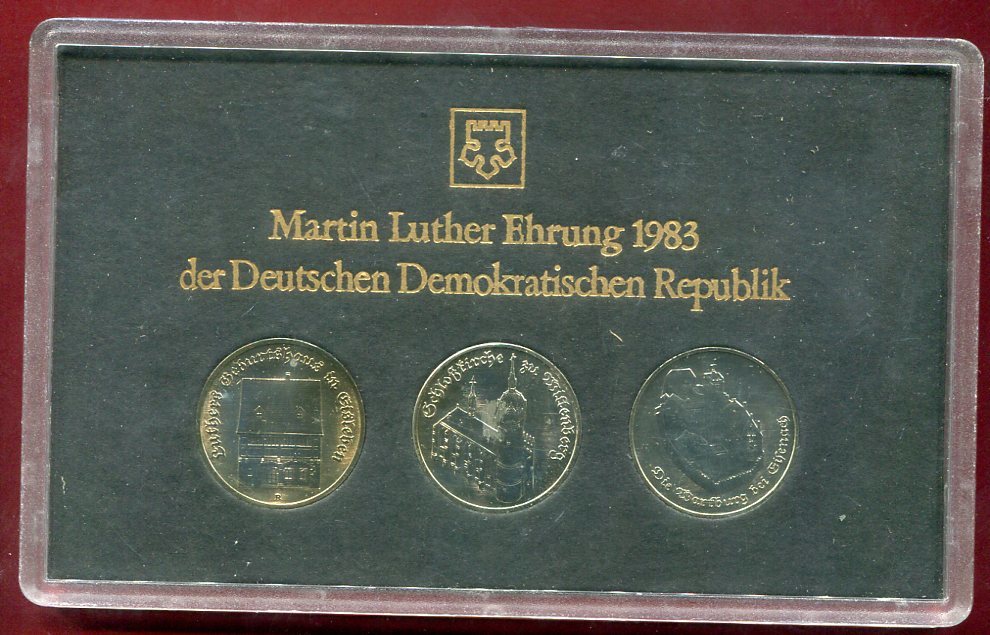 Martin Luther Ehrung 1983
der Deutschen Demokratischen Republik
Luthers Geburtshaus in Eisleben
Schloßkirche zu Wittenberg
Die Wartburg bei Eisenach